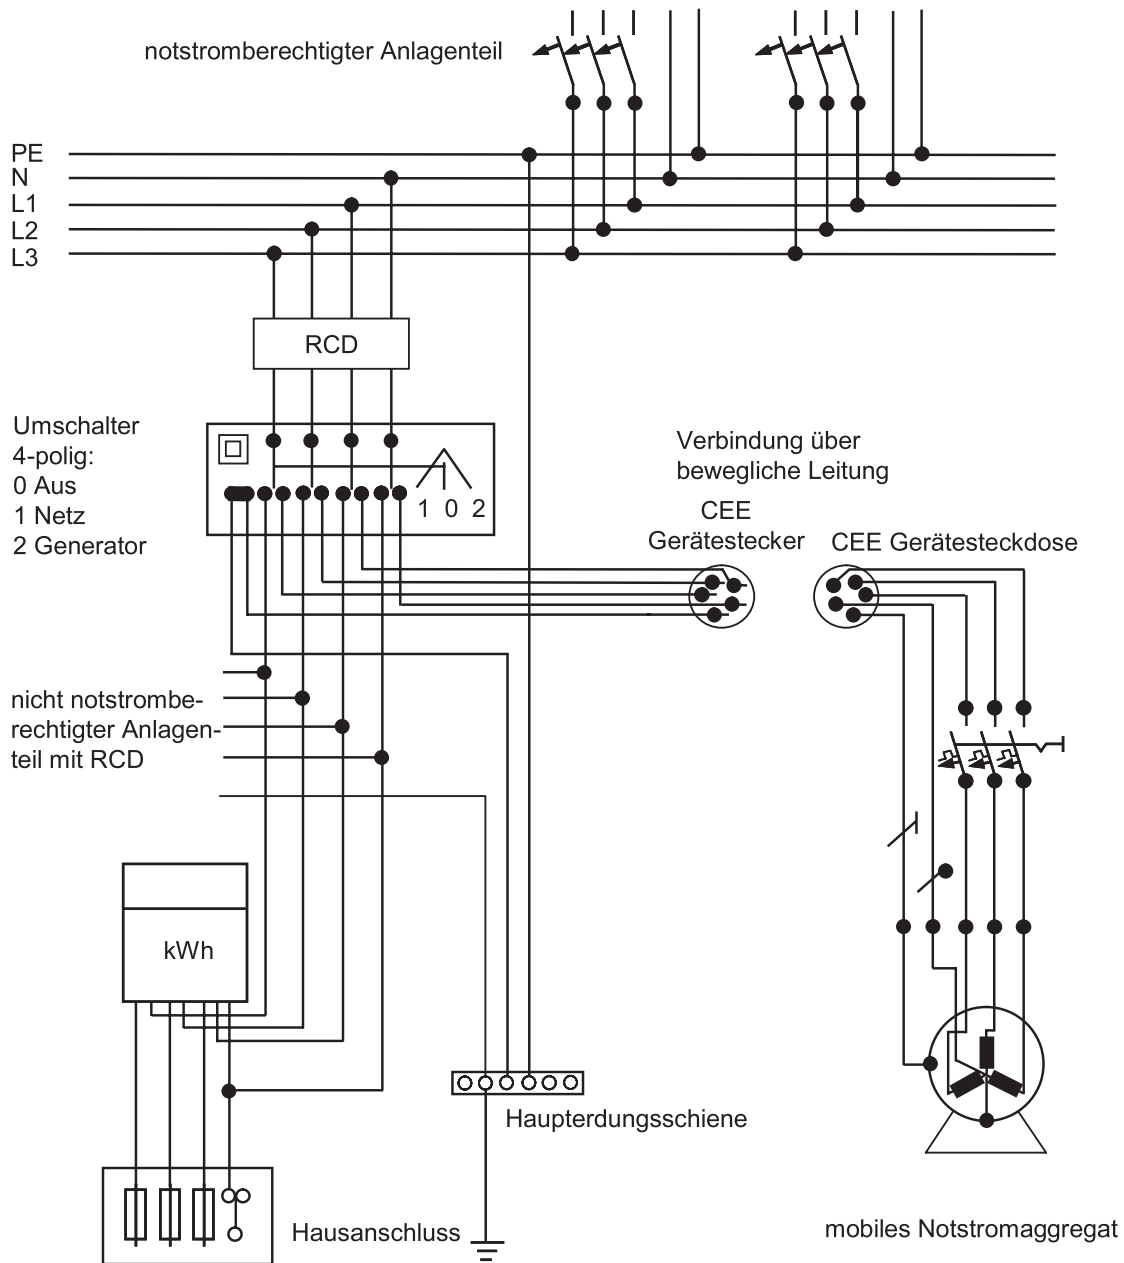 notstromberechtigter Anlagenteil
PE
N
L1
L2
L3
RCD
Umschalter
4-polig:
0 Aus
1 Netz
2 Generator
1 0 2
Verbindung über
bewegliche Leitung
CEE
Gerätestecker
CEE Gerätesteckdose
nicht notstrombe-
rechtigter Anlagen-
teil mit RCD
kWh
Haupterdungsschiene
Hausanschluss
mobiles Notstromaggregat